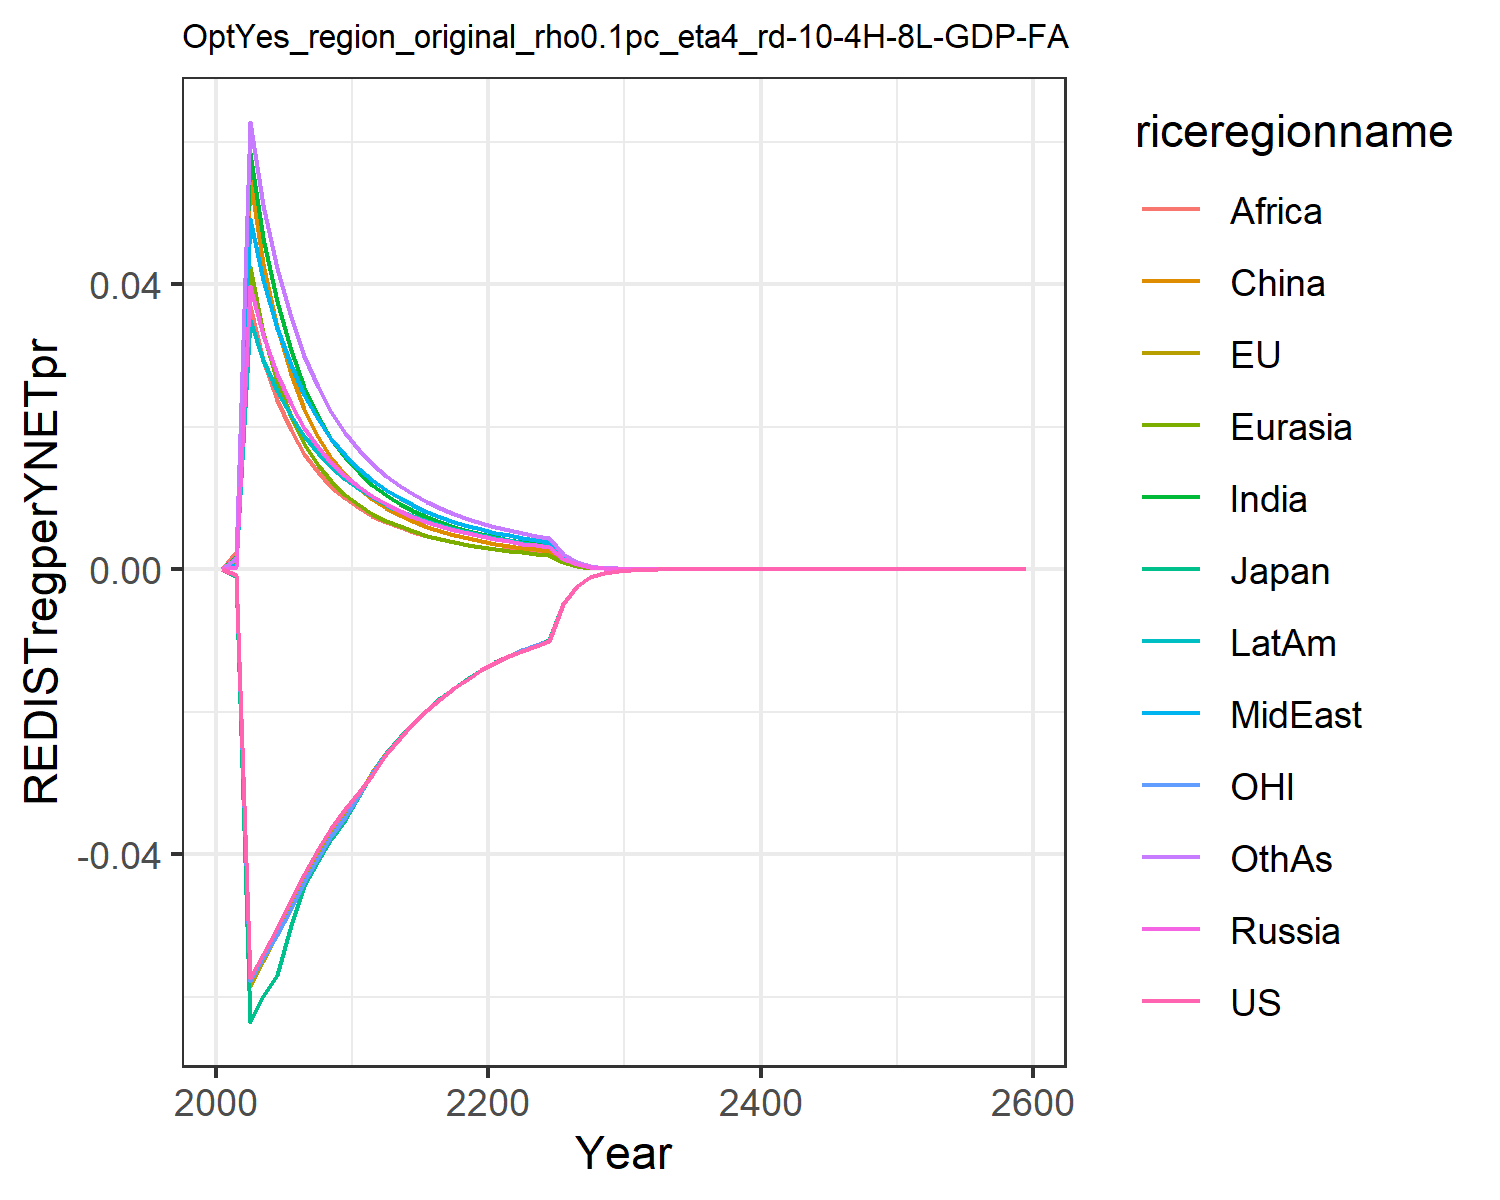 OptYes_region_original_rho0.1pc_eta4_rd-10-4H-8L-GDP-FA
REDISTregperYNETpr
0.04
0.00
-0.04
2000
2200
2400
2600
Year
riceregionname
Africa
China
EU
Eurasia
India
Japan
LatAm
MidEast
OHI
OthAs
Russia
US